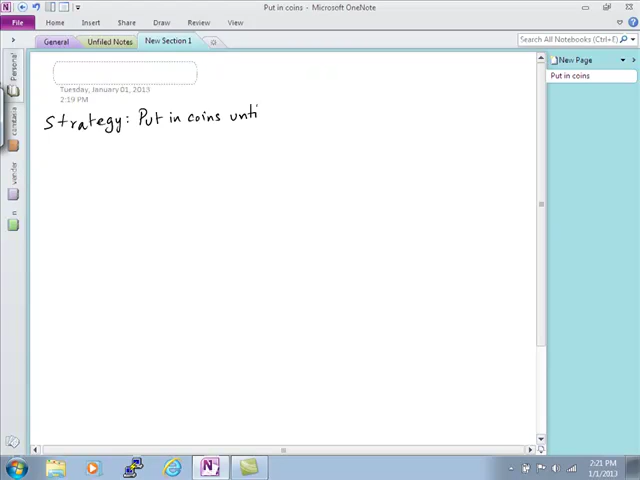 Put in coins – Microsoft OneNote
File Home Insert Share Draw Review View
General Unfiled Notes New Section 1 Search All Notebooks (Ctrl+E)
New Page
Put in coins
Personal
Tuesday, January 01, 2013
2:19 PM
Strategy: Put in coins unti
2:21 PM
1/1/2013